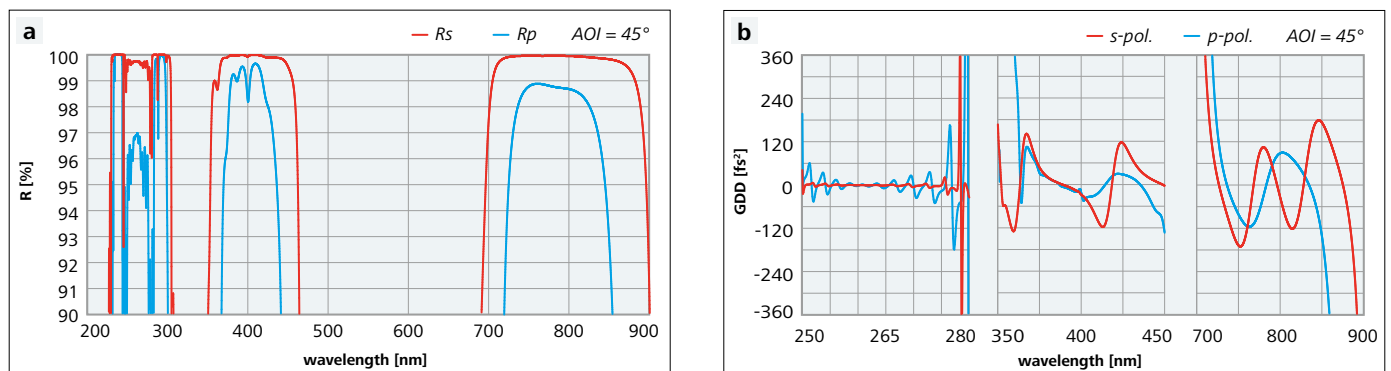 a
Rs Rp AOI = 45°
100
99
98
97
96
95
94
93
92
91
90
R [%]
200 300 400 500 600 700 800 900
wavelength [nm]
b
s-pol. p-pol. AOI = 45°
360
240
120
0
-120
-240
-360
GDD [fs²]
250 265 280 350 400 450 700 800 900
wavelength [nm]